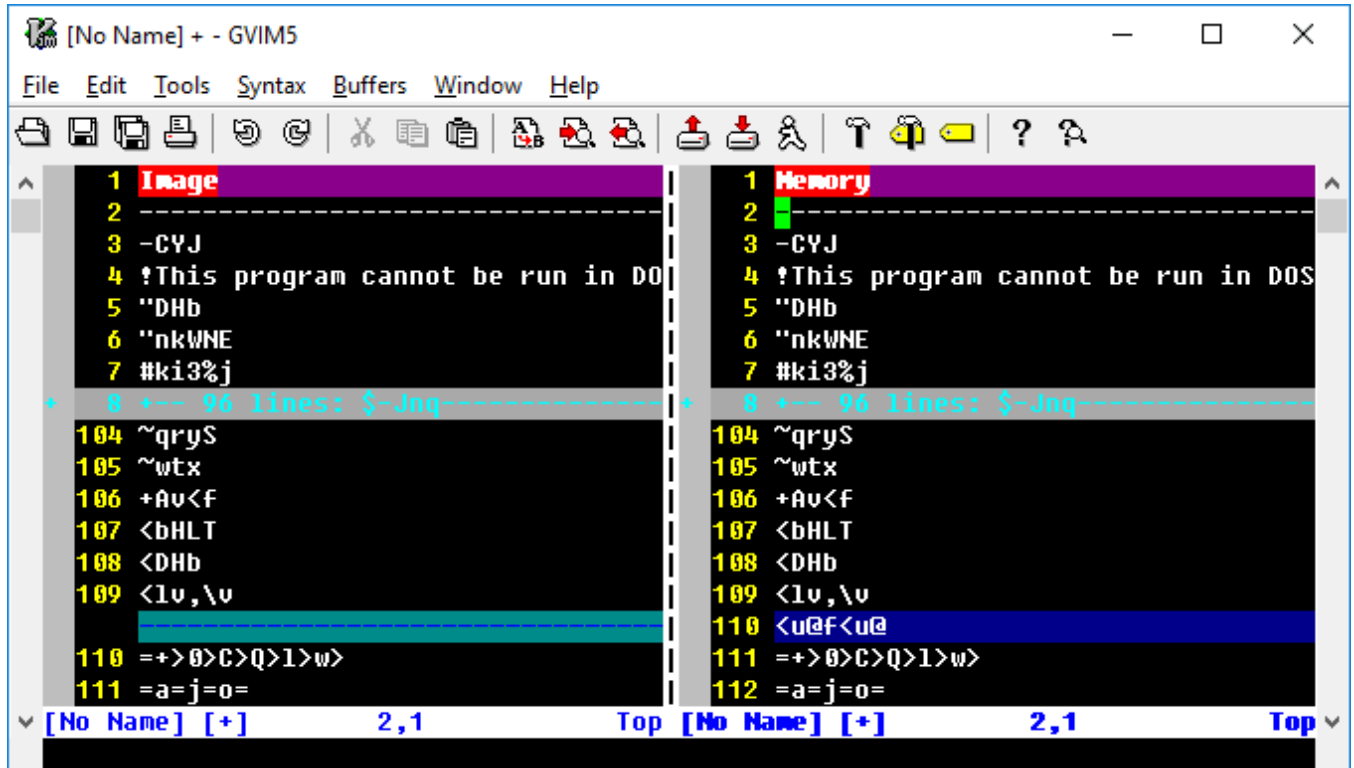 [No Name] + - GVIM5
File Edit Tools Syntax Buffers Window Help
1 Image
2 ---------------------------------
3 -CYJ
4 !This program cannot be run in DO
5 "DHb
6 "nkWNE
7 #ki3%j
+ 8 +-- 96 lines: $-Jnq--------------
104 ~qryS
105 ~wtx
106 +Av<f
107 <bHLT
108 <DHb
109 <lv,\v
---------------------------------
110 =+>0>C>Q>l>w>
111 =a=j=o=
[No Name] [+] 2,1 Top
1 Memory
2 ----------------------------------
3 -CYJ
4 !This program cannot be run in DOS
5 "DHb
6 "nkWNE
7 #ki3%j
+ 8 +-- 96 lines: $-Jnq---------------
104 ~qryS
105 ~wtx
106 +Av<f
107 <bHLT
108 <DHb
109 <lv,\v
110 <u@f<u@
111 =+>0>C>Q>l>w>
112 =a=j=o=
[No Name] [+] 2,1 Top